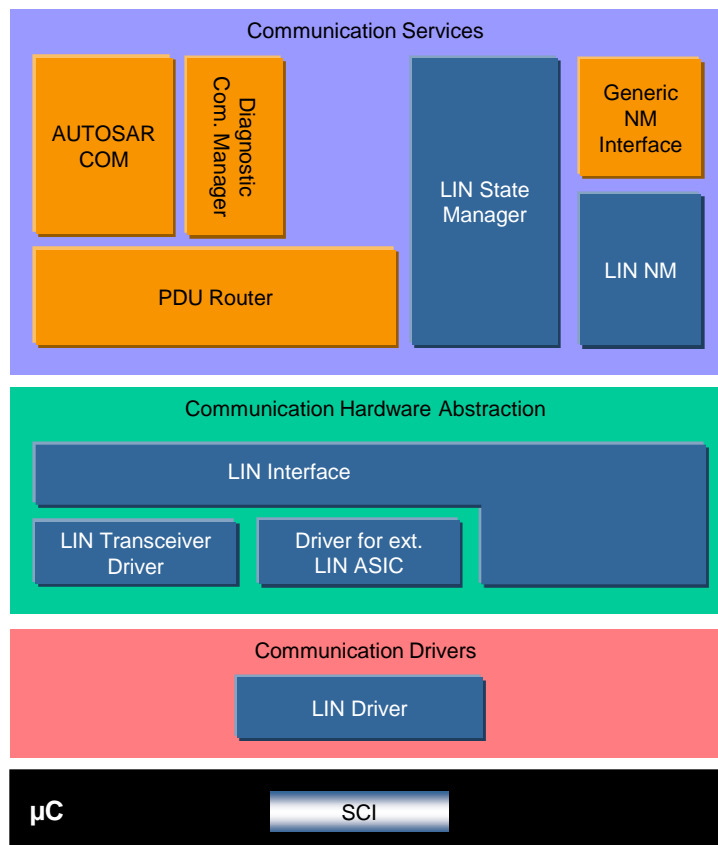 Communication Services
AUTOSAR
COM
Diagnostic
Com. Manager
LIN State
Manager
Generic
NM
Interface
LIN NM
PDU Router
Communication Hardware Abstraction
LIN Interface
LIN Transceiver
Driver
Driver for ext.
LIN ASIC
Communication Drivers
LIN Driver
µC
SCI